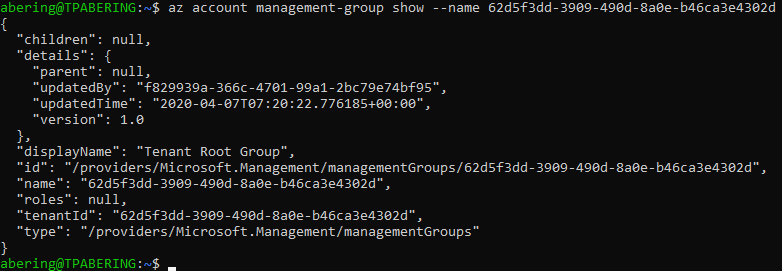 abering@TPABERING:~$ az account management-group show --name 62d5f3dd-3909-490d-8a0e-b46ca3e4302d
{
  "children": null,
  "details": {
    "parent": null,
    "updatedBy": "f829939a-366c-4701-99a1-2bc79e74bf95",
    "updatedTime": "2020-04-07T07:20:22.776185+00:00",
    "version": 1.0
  },
  "displayName": "Tenant Root Group",
  "id": "/providers/Microsoft.Management/managementGroups/62d5f3dd-3909-490d-8a0e-b46ca3e4302d",
  "name": "62d5f3dd-3909-490d-8a0e-b46ca3e4302d",
  "roles": null,
  "tenantId": "62d5f3dd-3909-490d-8a0e-b46ca3e4302d",
  "type": "/providers/Microsoft.Management/managementGroups"
}
abering@TPABERING:~$